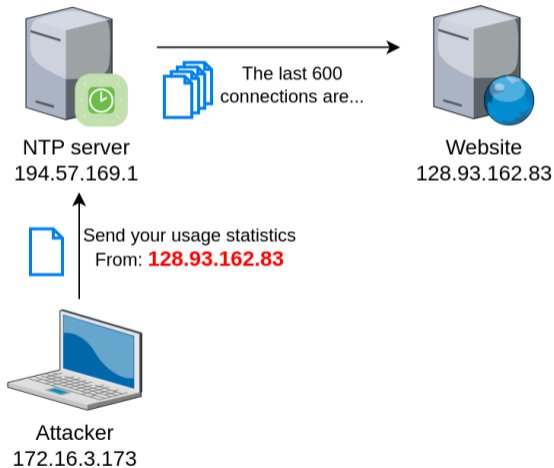 The last 600
connections are...
NTP server
194.57.169.1
Website
128.93.162.83
Send your usage statistics
From: 128.93.162.83
Attacker
172.16.3.173